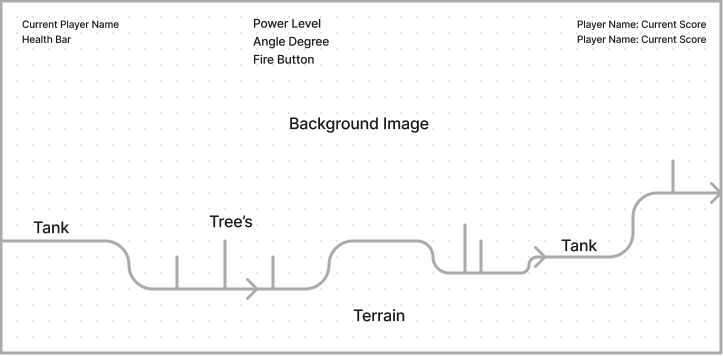 Current Player Name
Health Bar
Power Level
Angle Degree
Fire Button
Player Name: Current Score
Player Name: Current Score
Background Image
Tank
Tree’s
Tank
Terrain